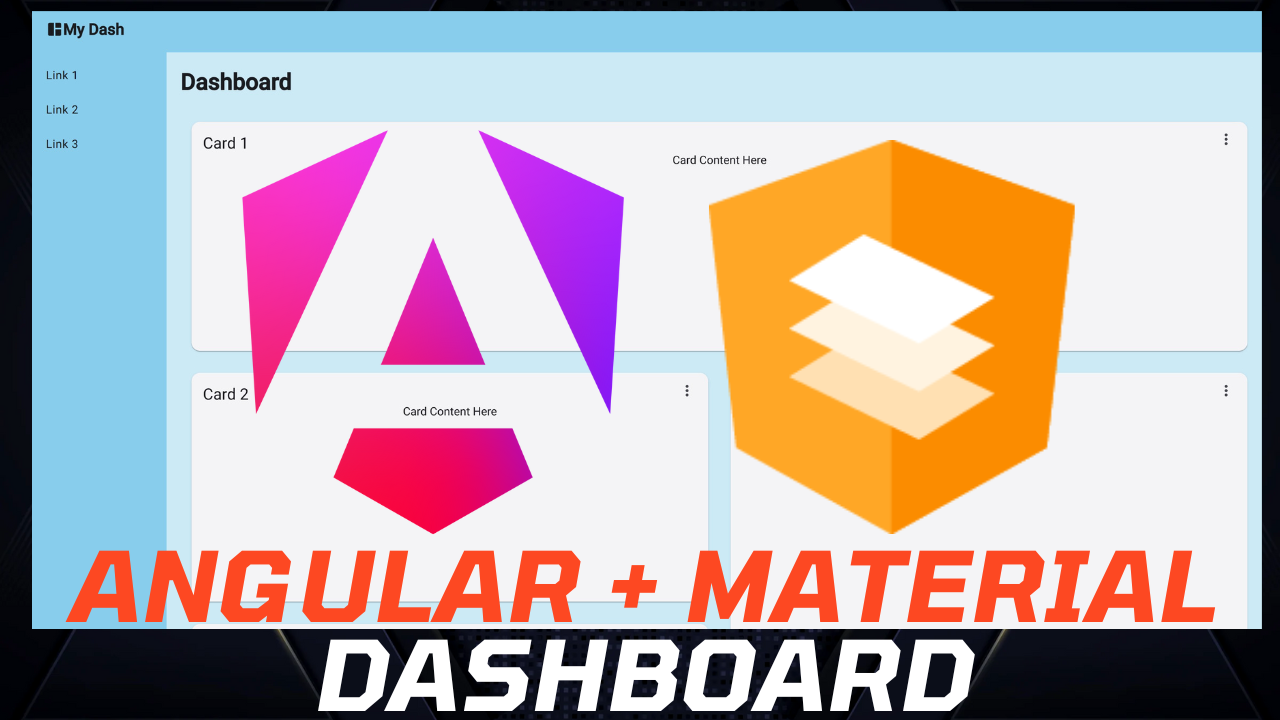 My Dash
Link 1
Link 2
Link 3
Dashboard
Card 1
Card Content Here
Card 2
Card Content Here
ANGULAR + MATERIAL
DASHBOARD